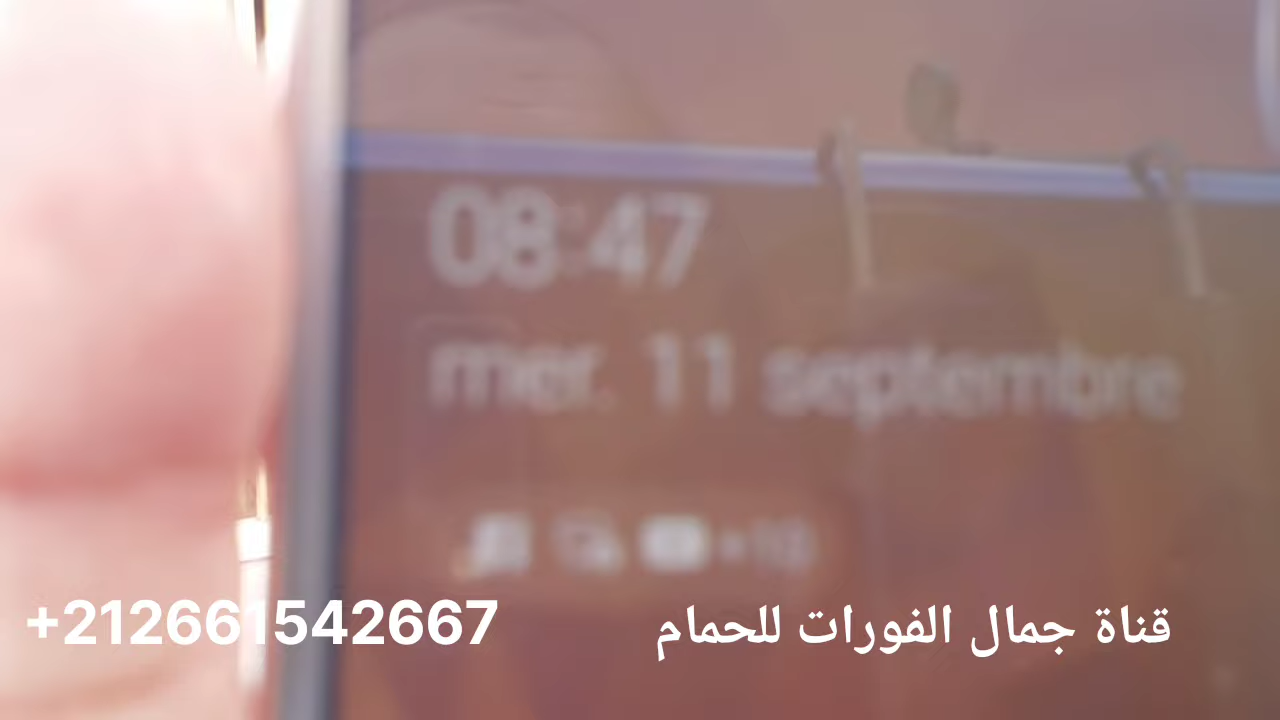 08:47
mer. 11 septembre
+212661542667
قناة جمال الفورات للحمام